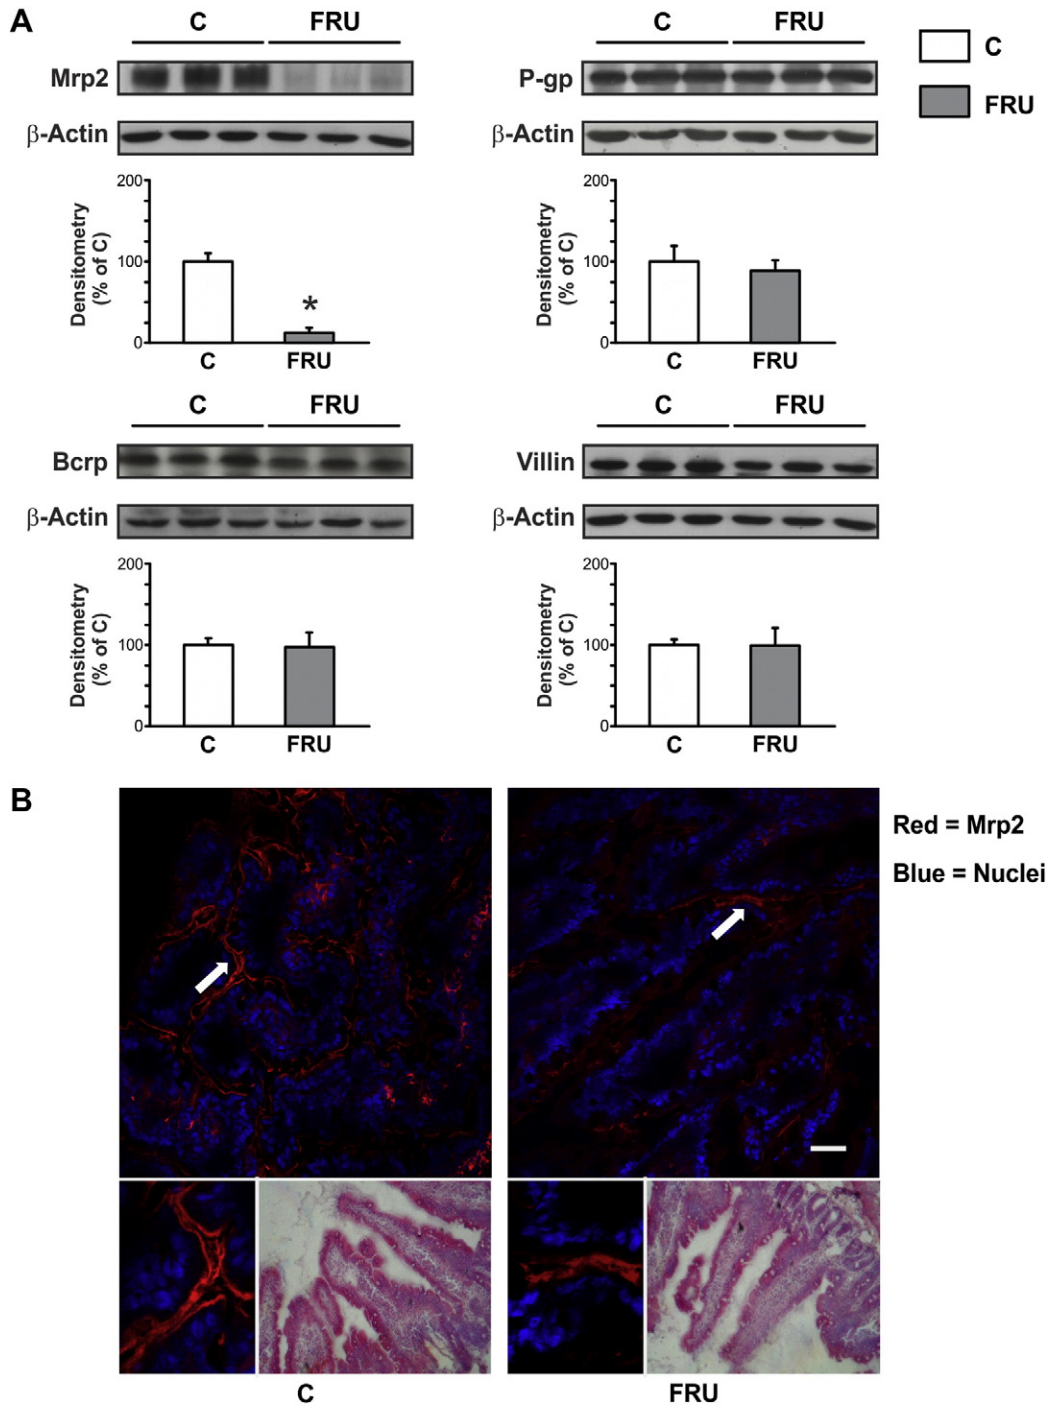 A
C FRU
Mrp2
β-Actin
200
100
0
Densitometry
(% of C)
*
C FRU
C FRU
P-gp
β-Actin
200
100
0
Densitometry
(% of C)
C FRU
C
FRU
C FRU
Bcrp
β-Actin
200
100
0
Densitometry
(% of C)
C FRU
C FRU
Villin
β-Actin
200
100
0
Densitometry
(% of C)
C FRU
B
Red = Mrp2
Blue = Nuclei
C FRU